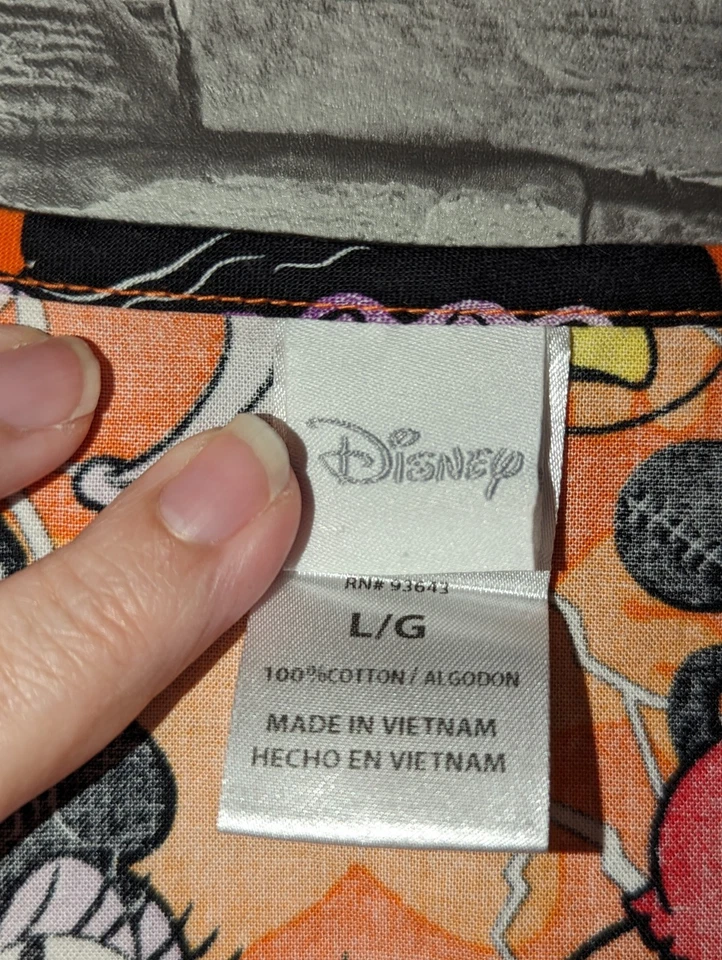 Disney
RN# 93643
L/G
100%COTTON / ALGODON
MADE IN VIETNAM
HECHO EN VIETNAM